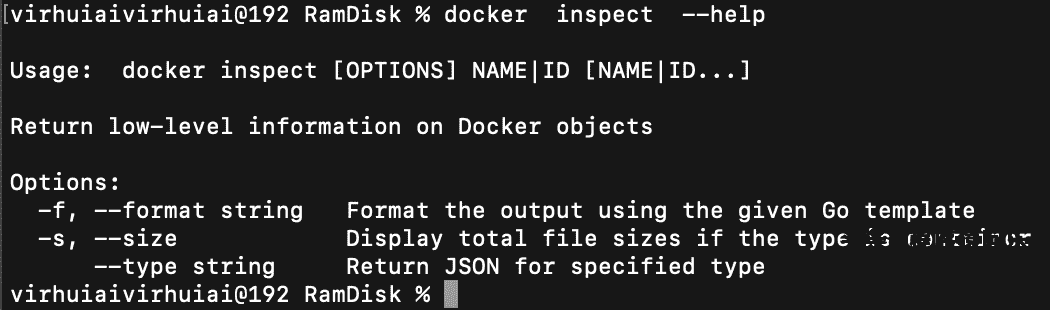 [virhuiaivirhuiai@192 RamDisk % docker  inspect  --help

Usage:  docker inspect [OPTIONS] NAME|ID [NAME|ID...]

Return low-level information on Docker objects

Options:
  -f, --format string   Format the output using the given Go template
  -s, --size            Display total file sizes if the type
      --type string     Return JSON for specified type
virhuiaivirhuiai@192 RamDisk %